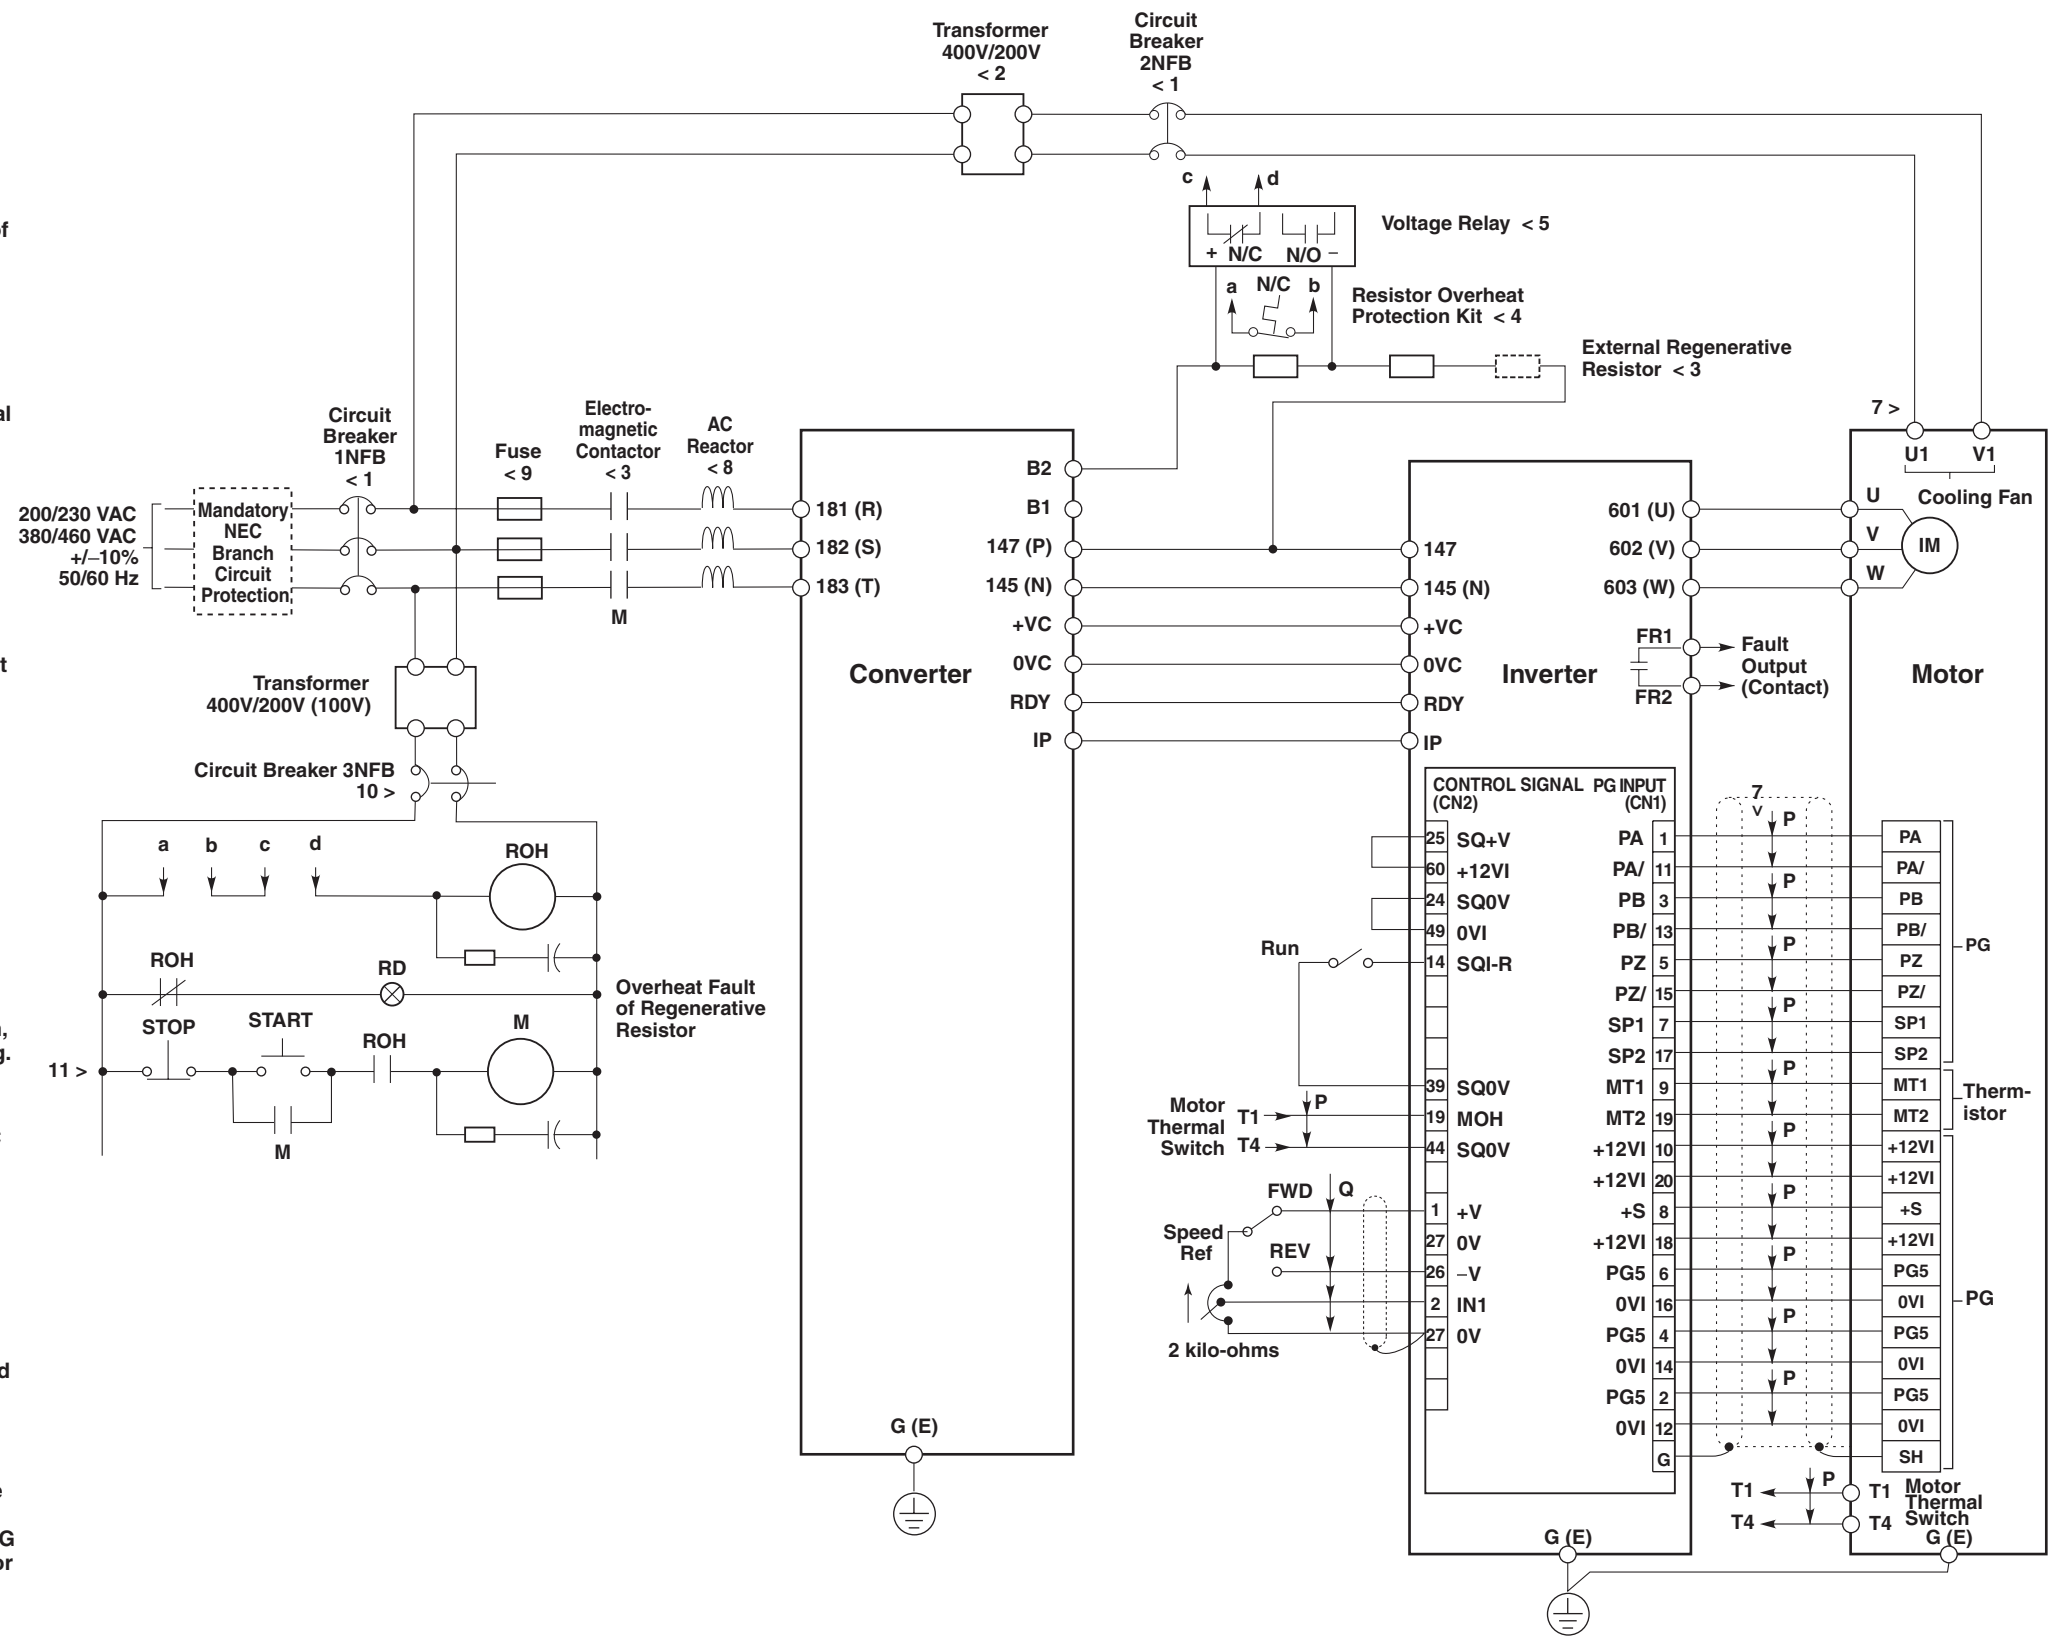 Transformer
400V/200V
< 2
Circuit
Breaker
2NFB
< 1
c
d
+ N/C
N/O –
Voltage Relay < 5
a
N/C
b
Resistor Overheat
Protection Kit < 4
External Regenerative
Resistor < 3
of
al
t
,
g.
:
d
e
G
or
200/230 VAC
380/460 VAC
+/–10%
50/60 Hz
Mandatory
NEC
Branch
Circuit
Protection
Circuit
Breaker
1NFB
< 1
Fuse
< 9
Electro-
magnetic
Contactor
< 3
M
AC
Reactor
< 8
Transformer
400V/200V (100V)
Circuit Breaker 3NFB
10 >
a
b
c
d
ROH
ROH
RD
Overheat Fault
of Regenerative
Resistor
11 >
STOP
START
ROH
M
M
181 (R)
182 (S)
183 (T)
Converter
B2
B1
147 (P)
145 (N)
+VC
0VC
RDY
IP
G (E)
147
145 (N)
+VC
0VC
RDY
IP
Inverter
601 (U)
602 (V)
603 (W)
FR1
FR2
Fault
Output
(Contact)
CONTROL SIGNAL
(CN2)
PG INPUT
(CN1)
25 SQ+V
60 +12VI
24 SQ0V
49 0VI
14 SQI-R
39 SQ0V
19 MOH
44 SQ0V
1 +V
27 0V
26 –V
2 IN1
27 0V
Run
Motor
Thermal
Switch
T1
T4
P
Speed
Ref
FWD
REV
Q
2 kilo-ohms
PA 1
PA/ 11
PB 3
PB/ 13
PZ 5
PZ/ 15
SP1 7
SP2 17
MT1 9
MT2 19
+12VI 10
+12VI 20
+S 8
+12VI 18
PG5 6
0VI 16
PG5 4
0VI 14
PG5 2
0VI 12
G
G (E)
7
v
P
P
P
P
P
P
P
P
P
P
7 >
U1
V1
Cooling Fan
U
V
W
IM
Motor
PA
PA/
PB
PB/
PZ
PZ/
SP1
SP2
MT1
MT2
+12VI
+12VI
+S
+12VI
PG5
0VI
PG5
0VI
PG5
0VI
SH
PG
Therm-
istor
PG
P
T1
T4
T1
T4
Motor
Thermal
Switch
G (E)